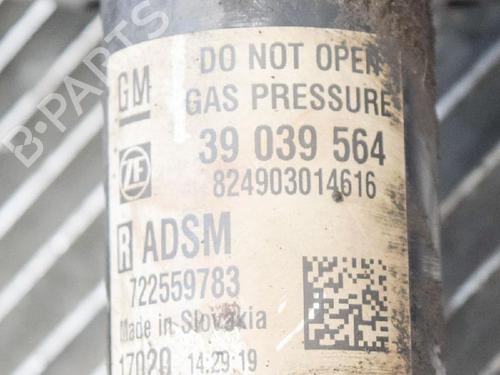 DO NOT OPEN
GM GAS PRESSURE
ZF 39 039 564
824903014616
R ADSM
722559783
Made in Slovakia
17020 14:29:19
B-PARTS